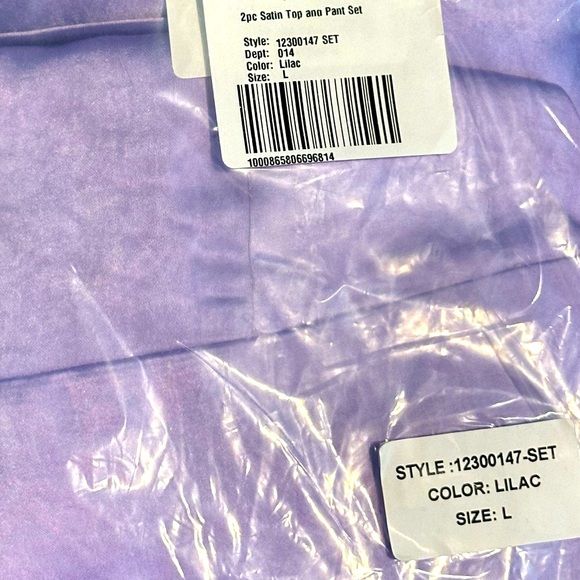 2pc Satin Top and Pant Set
Style: 12300147 SET
Dept: 014
Color: Lilac
Size: L
1000865806696814
STYLE :12300147-SET
COLOR: LILAC
SIZE: L